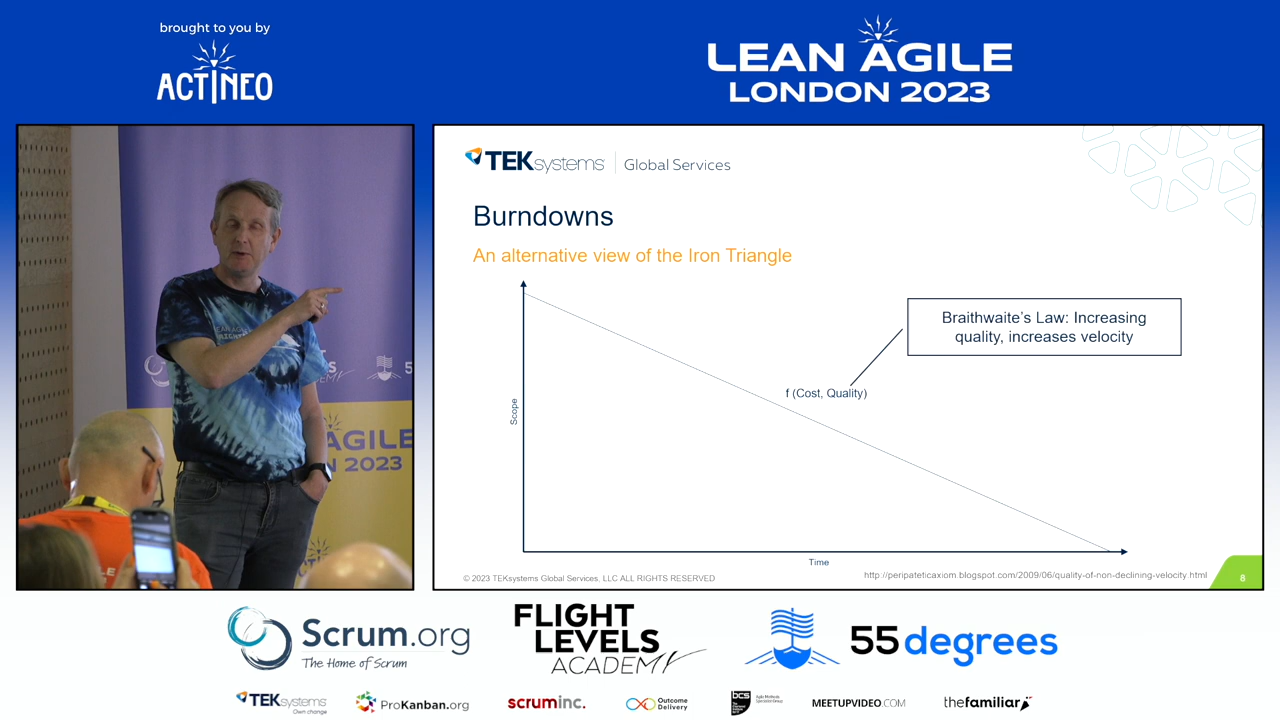 brought to you by
ACTINEO
LEAN AGILE
LONDON 2023
TEKsystems | Global Services
Burndowns
An alternative view of the Iron Triangle
Braithwaite's Law: Increasing
quality, increases velocity
f (Cost, Quality)
Scope
Time
© 2023 TEKsystems Global Services, LLC ALL RIGHTS RESERVED
http://peripateticaxiom.blogspot.com/2009/06/quality-of-non-declining-velocity.html
8
AGILE
N 2023
5
Scrum.org
The Home of Scrum
FLIGHT
LEVELS
ACADEMY
55degrees
TEKsystems
Own change
ProKanban.org
scruminc.
Outcome
Delivery
bcs
MEETUPVIDEO.COM
thefamiliar